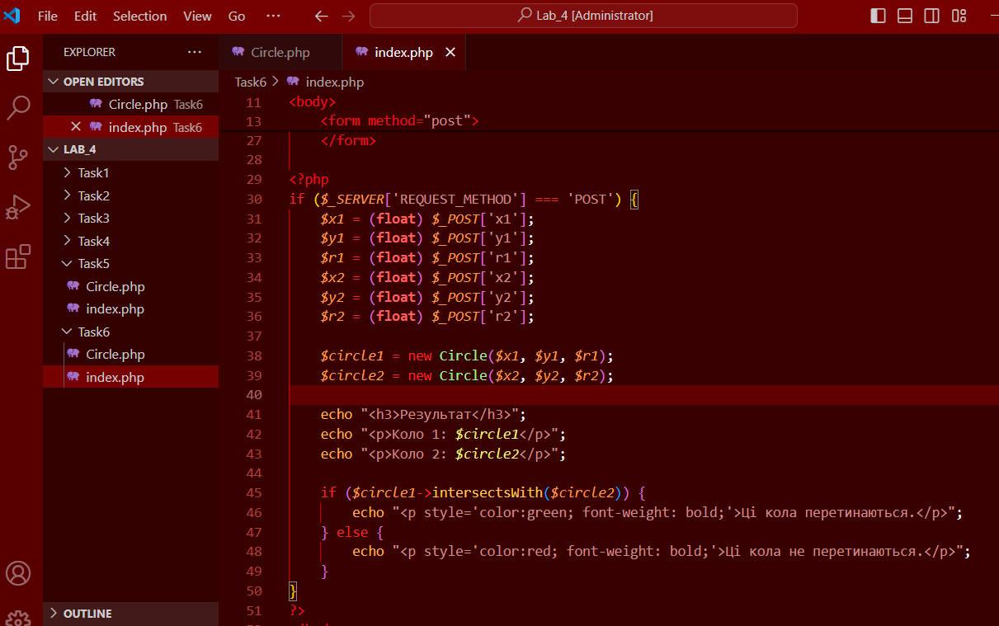 File Edit Selection View Go ··· Lab_4 [Administrator]
EXPLORER ···
OPEN EDITORS
Circle.php Task6
index.php Task6
LAB_4
Task1
Task2
Task3
Task4
Task5
Circle.php
index.php
Task6
Circle.php
index.php
OUTLINE
Circle.php index.php
Task6 > index.php
11 <body>
13 <form method="post">
27 </form>
28
29 <?php
30 if ($_SERVER['REQUEST_METHOD'] === 'POST') {
31 $x1 = (float) $_POST['x1'];
32 $y1 = (float) $_POST['y1'];
33 $r1 = (float) $_POST['r1'];
34 $x2 = (float) $_POST['x2'];
35 $y2 = (float) $_POST['y2'];
36 $r2 = (float) $_POST['r2'];
37
38 $circle1 = new Circle($x1, $y1, $r1);
39 $circle2 = new Circle($x2, $y2, $r2);
40
41 echo "<h3>Результат</h3>";
42 echo "<p>Коло 1: $circle1</p>";
43 echo "<p>Коло 2: $circle2</p>";
44
45 if ($circle1->intersectsWith($circle2)) {
46 echo "<p style='color:green; font-weight: bold;'>Ці кола перетинаються.</p>";
47 } else {
48 echo "<p style='color:red; font-weight: bold;'>Ці кола не перетинаються.</p>";
49 }
50 }
51 ?>